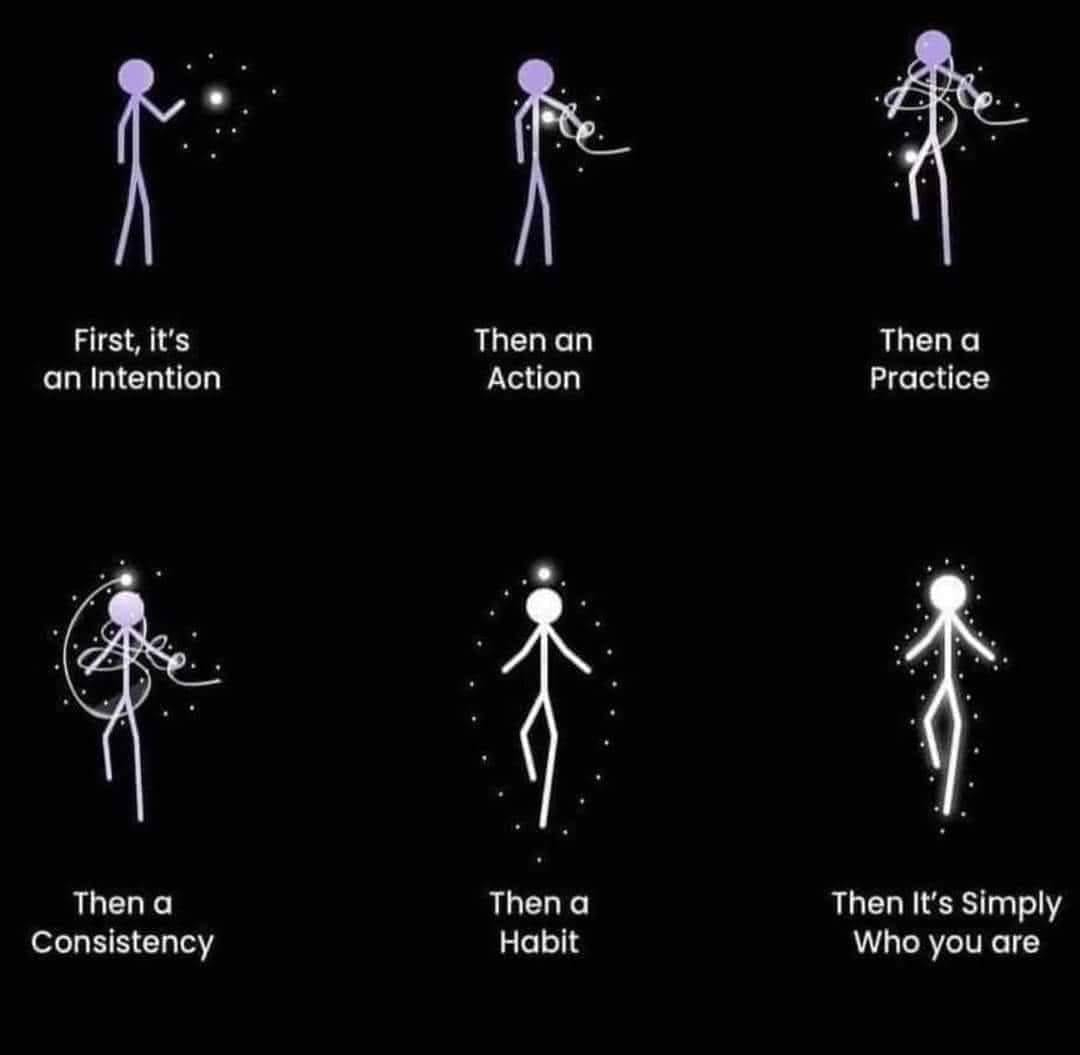 First, it's
an Intention
Then an
Action
Then a
Practice
Then a
Consistency
Then a
Habit
Then It's Simply
Who you are